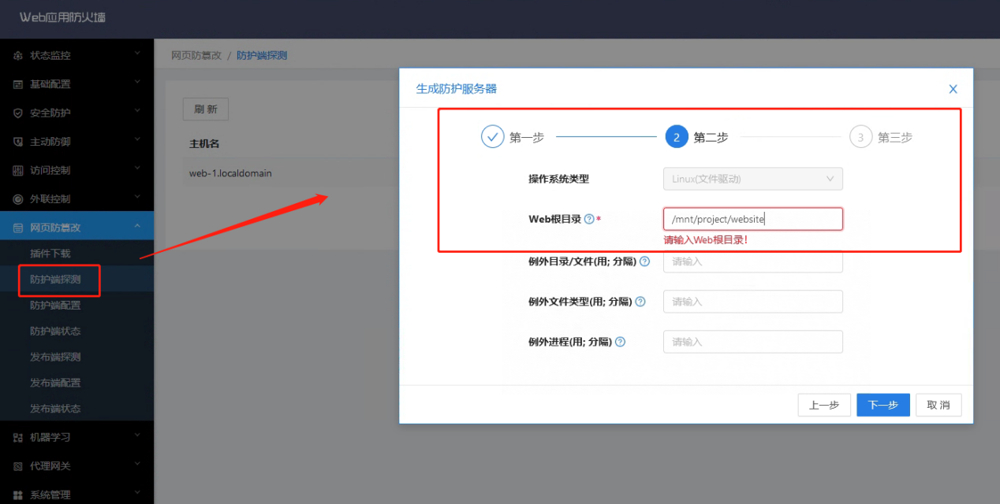 Web应用防火墙
状态监控
基础配置
安全防护
主动防御
访问控制
外联控制
网页防篡改
插件下载
防护端探测
防护端配置
防护端状态
发布端探测
发布端配置
发布端状态
机器学习
代理网关
系统管理
网页防篡改 / 防护端探测
刷 新
主机名
web-1.localdomain
生成防护服务器
第一步 2 第二步 3 第三步
操作系统类型 Linux(文件驱动)
Web根目录 ? * /mnt/project/website
请输入Web根目录!
例外目录/文件(用; 分隔) ? 请输入
例外文件类型(用; 分隔) ? 请输入
例外进程(用; 分隔) ? 请输入
上一步 下一步 取 消